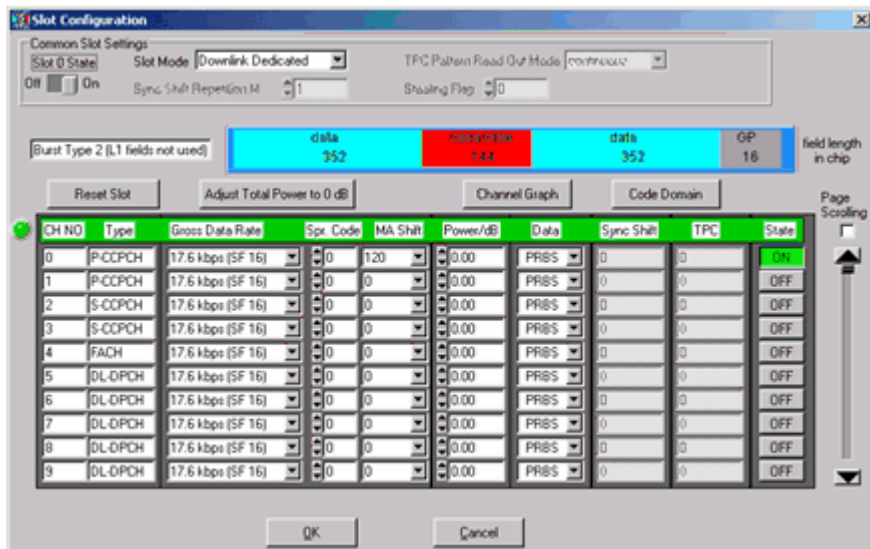 Slot Configuration
Common Slot Settings
Slot 0 State
Off On
Slot Mode Downlink Dedicated
TPC Pattern Read Out Mode continuous
Sync Shift Repetition M 1
Stealing Flag 0
Burst Type 2 (L1 fields not used)
data data GP
352 144 352 16
field length in chip
Reset Slot Adjust Total Power to 0 dB Channel Graph Code Domain
Page Scrolling
CH NO Type Gross Data Rate Spr. Code MA Shift Power/dB Data Sync Shift TPC State
0 P-CCPCH 17.6 kbps (SF 16) 0 120 0.00 PRBS 0 0 ON
1 P-CCPCH 17.6 kbps (SF 16) 0 0 0.00 PRBS 0 0 OFF
2 S-CCPCH 17.6 kbps (SF 16) 0 0 0.00 PRBS 0 0 OFF
3 S-CCPCH 17.6 kbps (SF 16) 0 0 0.00 PRBS 0 0 OFF
4 FACH 17.6 kbps (SF 16) 0 0 0.00 PRBS 0 0 OFF
5 DL-DPCH 17.6 kbps (SF 16) 0 0 0.00 PRBS 0 0 OFF
6 DL-DPCH 17.6 kbps (SF 16) 0 0 0.00 PRBS 0 0 OFF
7 DL-DPCH 17.6 kbps (SF 16) 0 0 0.00 PRBS 0 0 OFF
8 DL-DPCH 17.6 kbps (SF 16) 0 0 0.00 PRBS 0 0 OFF
9 DL-DPCH 17.6 kbps (SF 16) 0 0 0.00 PRBS 0 0 OFF
OK Cancel